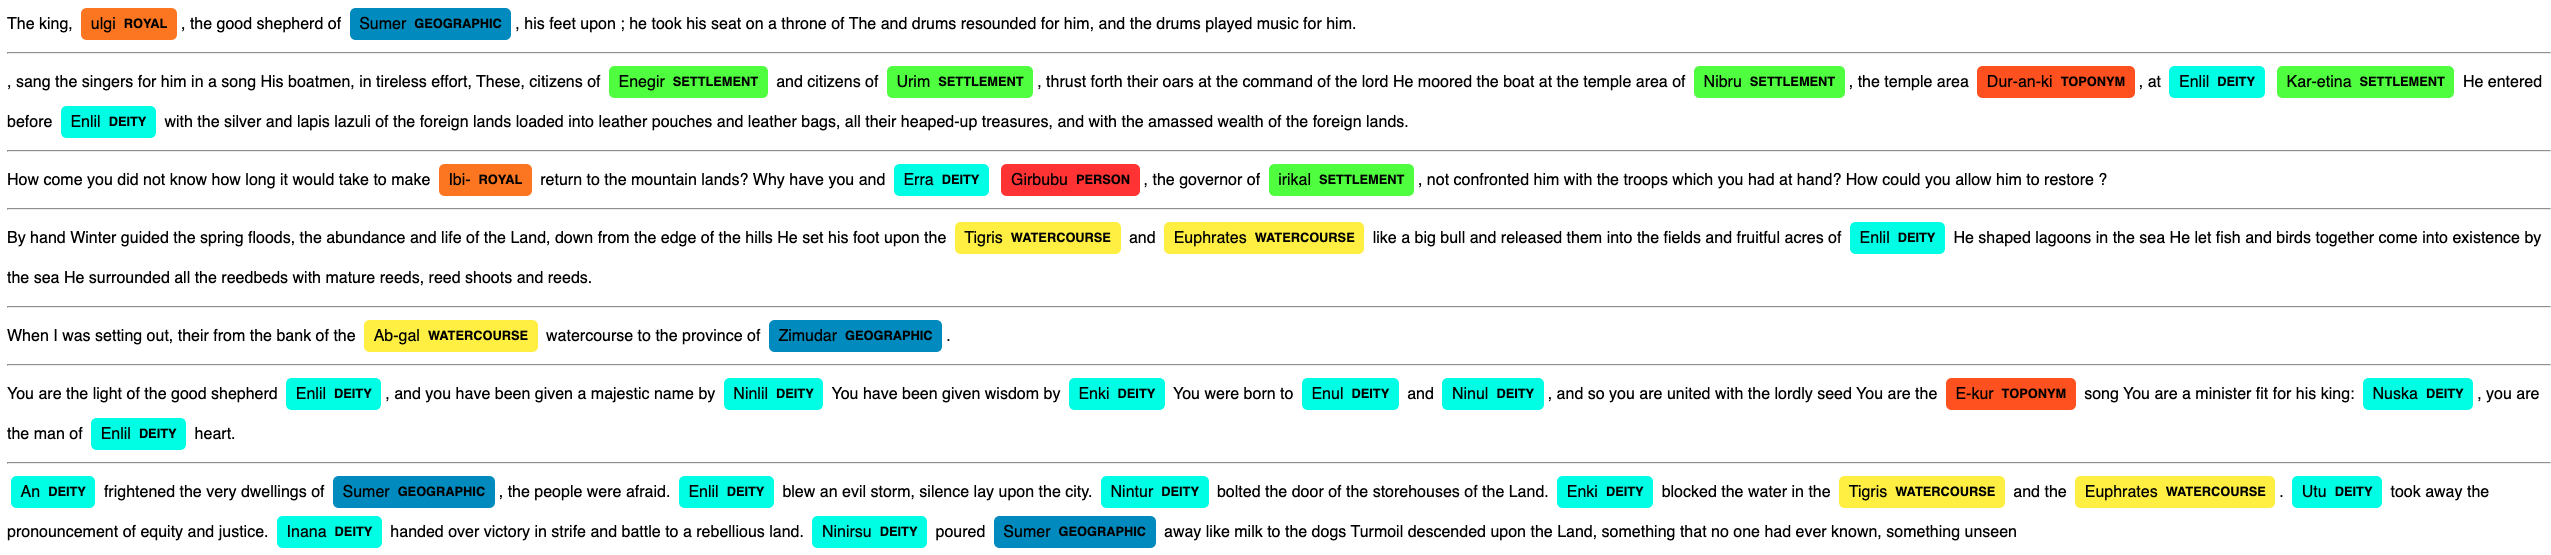 The king, ulgi ROYAL , the good shepherd of Sumer GEOGRAPHIC , his feet upon ; he took his seat on a throne of The and drums resounded for him, and the drums played music for him.
, sang the singers for him in a song His boatmen, in tireless effort, These, citizens of Enegir SETTLEMENT and citizens of Urim SETTLEMENT , thrust forth their oars at the command of the lord He moored the boat at the temple area of Nibru SETTLEMENT , the temple area Dur-an-ki TOPONYM , at Enlil DEITY Kar-etina SETTLEMENT He entered
before Enlil DEITY with the silver and lapis lazuli of the foreign lands loaded into leather pouches and leather bags, all their heaped-up treasures, and with the amassed wealth of the foreign lands.
How come you did not know how long it would take to make Ibi- ROYAL return to the mountain lands? Why have you and Erra DEITY Girbubu PERSON , the governor of irikal SETTLEMENT , not confronted him with the troops which you had at hand? How could you allow him to restore ?
By hand Winter guided the spring floods, the abundance and life of the Land, down from the edge of the hills He set his foot upon the Tigris WATERCOURSE and Euphrates WATERCOURSE like a big bull and released them into the fields and fruitful acres of Enlil DEITY He shaped lagoons in the sea He let fish and birds together come into existence by
the sea He surrounded all the reedbeds with mature reeds, reed shoots and reeds.
When I was setting out, their from the bank of the Ab-gal WATERCOURSE watercourse to the province of Zimudar GEOGRAPHIC .
You are the light of the good shepherd Enlil DEITY , and you have been given a majestic name by Ninlil DEITY You have been given wisdom by Enki DEITY You were born to Enul DEITY and Ninul DEITY , and so you are united with the lordly seed You are the E-kur TOPONYM song You are a minister fit for his king: Nuska DEITY , you are
the man of Enlil DEITY heart.
An DEITY frightened the very dwellings of Sumer GEOGRAPHIC , the people were afraid. Enlil DEITY blew an evil storm, silence lay upon the city. Nintur DEITY bolted the door of the storehouses of the Land. Enki DEITY blocked the water in the Tigris WATERCOURSE and the Euphrates WATERCOURSE . Utu DEITY took away the
pronouncement of equity and justice. Inana DEITY handed over victory in strife and battle to a rebellious land. Ninirsu DEITY poured Sumer GEOGRAPHIC away like milk to the dogs Turmoil descended upon the Land, something that no one had ever known, something unseen